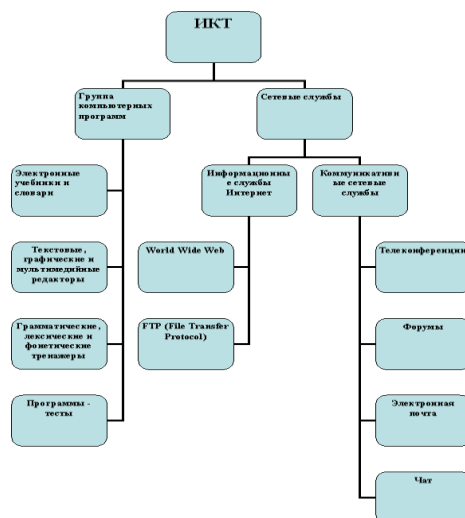 ИКТ
Группа
компьютерных
программ
Сетевые службы
Электронные
учебники и
словари
Информационны
е службы
Интернет
Коммуникативн
ые сетевые
службы
Текстовые,
графические и
мультимедийные
редакторы
World Wide Web
Телеконференции
Грамматические,
лексические и
фонетические
тренажеры
FTP (File Transfer
Protocol)
Форумы
Программы -
тесты
Электронная
почта
Чат